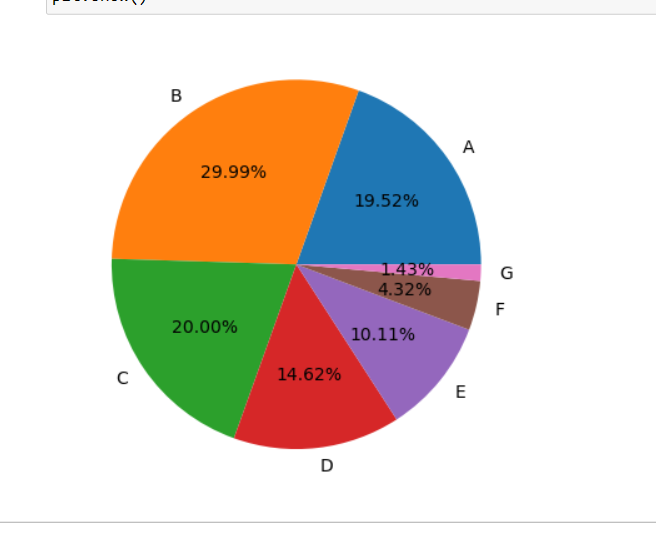 B
A
29.99%
19.52%
1.43%
G
4.32%
F
20.00%
10.11%
14.62%
C
E
D